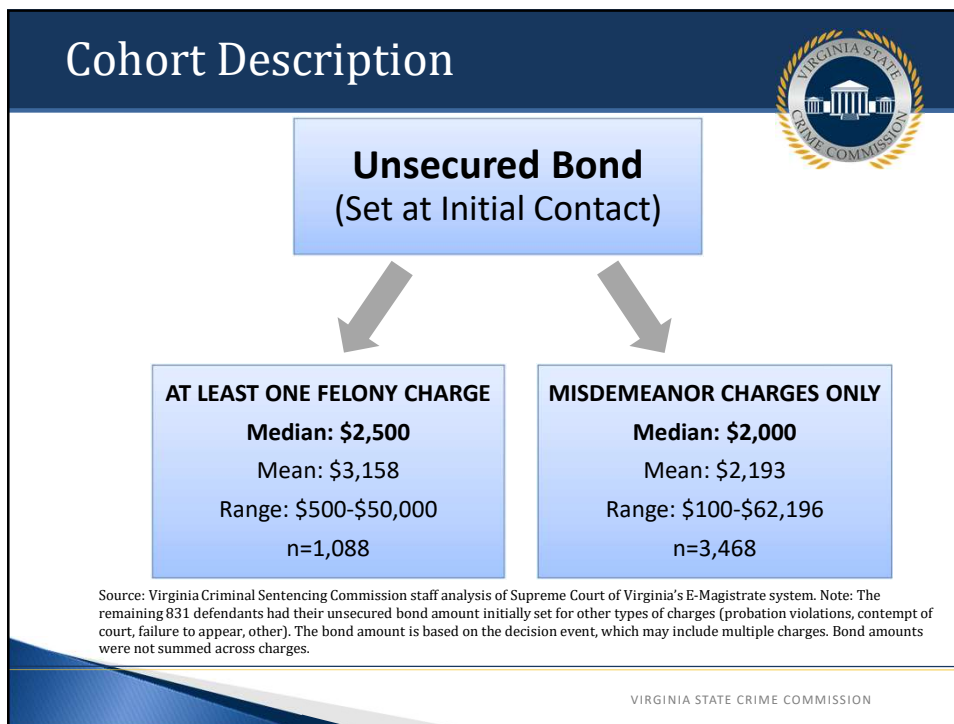 Cohort Description
VIRGINIA STATE
CRIME COMMISSION
Unsecured Bond
(Set at Initial Contact)
AT LEAST ONE FELONY CHARGE
Median: $2,500
Mean: $3,158
Range: $500-$50,000
n=1,088
MISDEMEANOR CHARGES ONLY
Median: $2,000
Mean: $2,193
Range: $100-$62,196
n=3,468
Source: Virginia Criminal Sentencing Commission staff analysis of Supreme Court of Virginia’s E-Magistrate system. Note: The
remaining 831 defendants had their unsecured bond amount initially set for other types of charges (probation violations, contempt of
court, failure to appear, other). The bond amount is based on the decision event, which may include multiple charges. Bond amounts
were not summed across charges.
VIRGINIA STATE CRIME COMMISSION